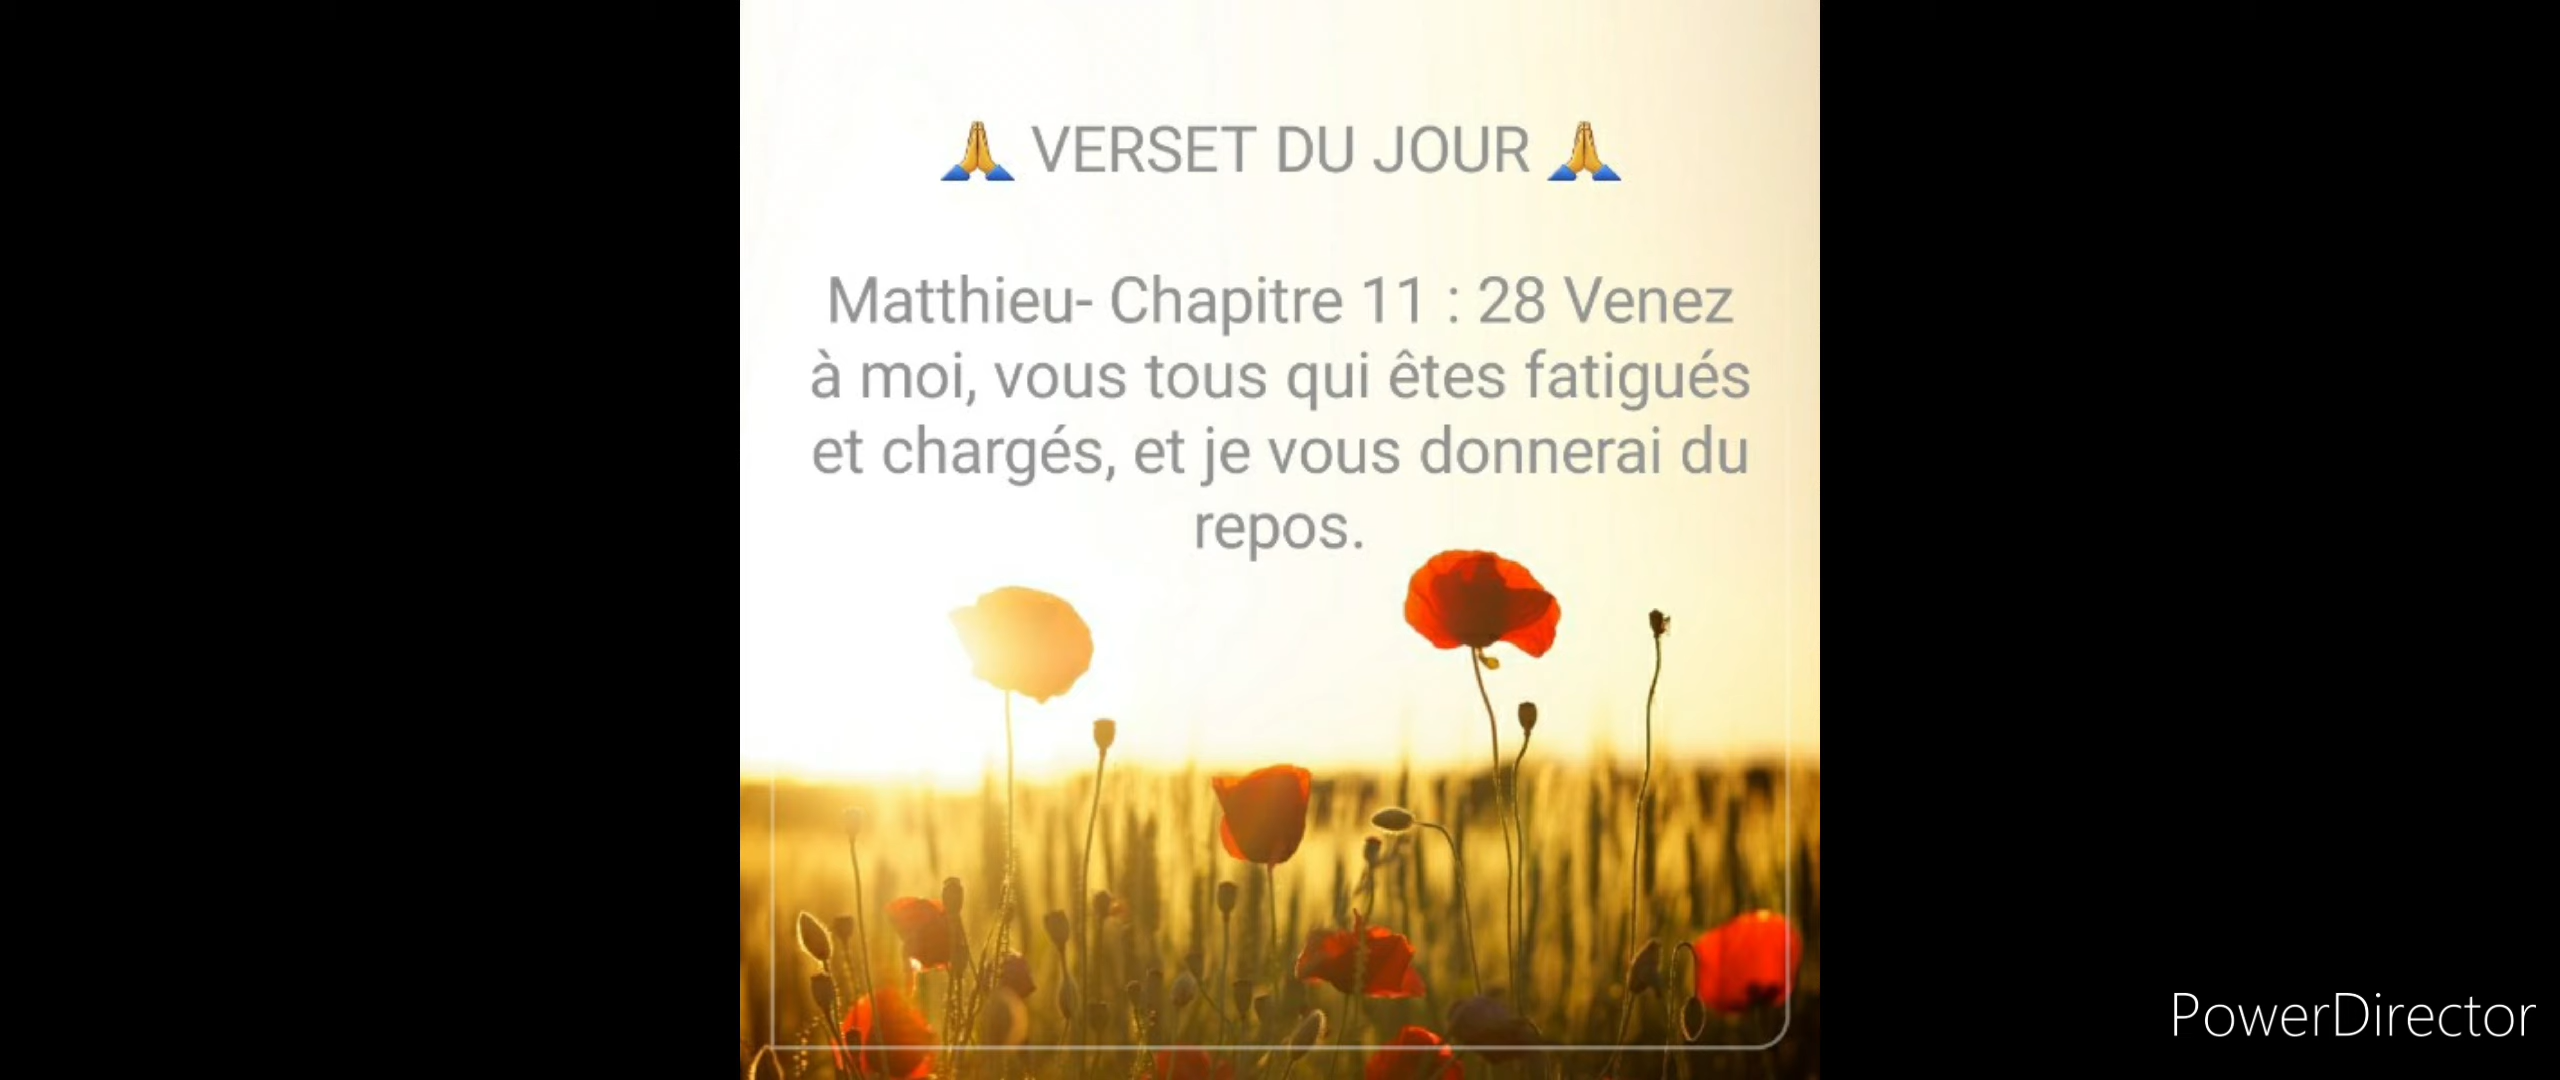 🙏 VERSET DU JOUR 🙏
Matthieu- Chapitre 11 : 28 Venez
à moi, vous tous qui êtes fatigués
et chargés, et je vous donnerai du
repos.
PowerDirector